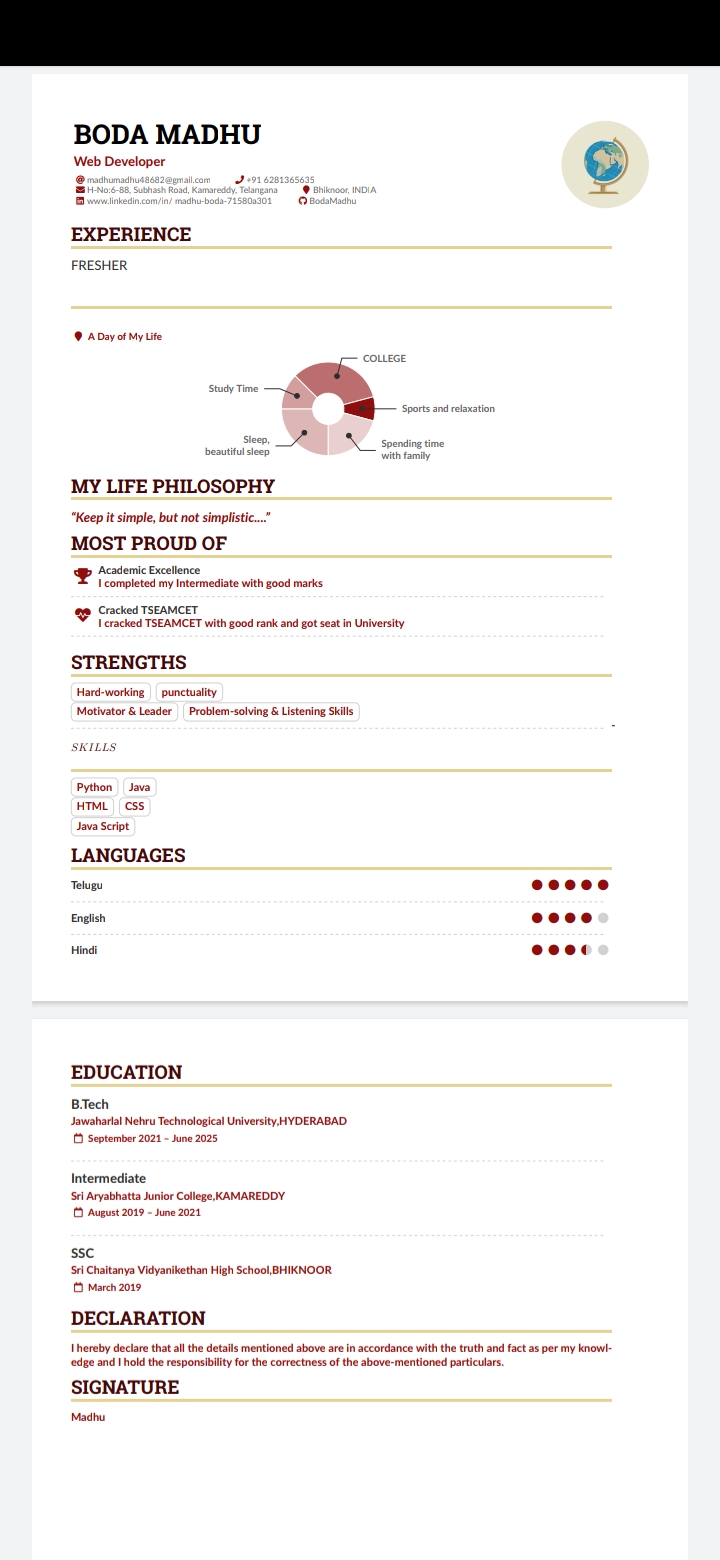 BODA MADHU
Web Developer
madhumadhu48682@gmail.com +91 6281365635
H-No:6-88, Subhash Road, Kamareddy, Telangana Bhiknoor, INDIA
www.linkedin.com/in/ madhu-boda-71580a301 BodaMadhu
EXPERIENCE
FRESHER
A Day of My Life
COLLEGE
Study Time
Sports and relaxation
Sleep,
beautiful sleep
Spending time
with family
MY LIFE PHILOSOPHY
“Keep it simple, but not simplistic....”
MOST PROUD OF
Academic Excellence
I completed my Intermediate with good marks
Cracked TSEAMCET
I cracked TSEAMCET with good rank and got seat in University
STRENGTHS
Hard-working punctuality
Motivator & Leader Problem-solving & Listening Skills
-
SKILLS
Python Java
HTML CSS
Java Script
LANGUAGES
Telugu
English
Hindi
EDUCATION
B.Tech
Jawaharlal Nehru Technological University,HYDERABAD
September 2021 – June 2025
Intermediate
Sri Aryabhatta Junior College,KAMAREDDY
August 2019 – June 2021
SSC
Sri Chaitanya Vidyanikethan High School,BHIKNOOR
March 2019
DECLARATION
I hereby declare that all the details mentioned above are in accordance with the truth and fact as per my knowl-
edge and I hold the responsibility for the correctness of the above-mentioned particulars.
SIGNATURE
Madhu